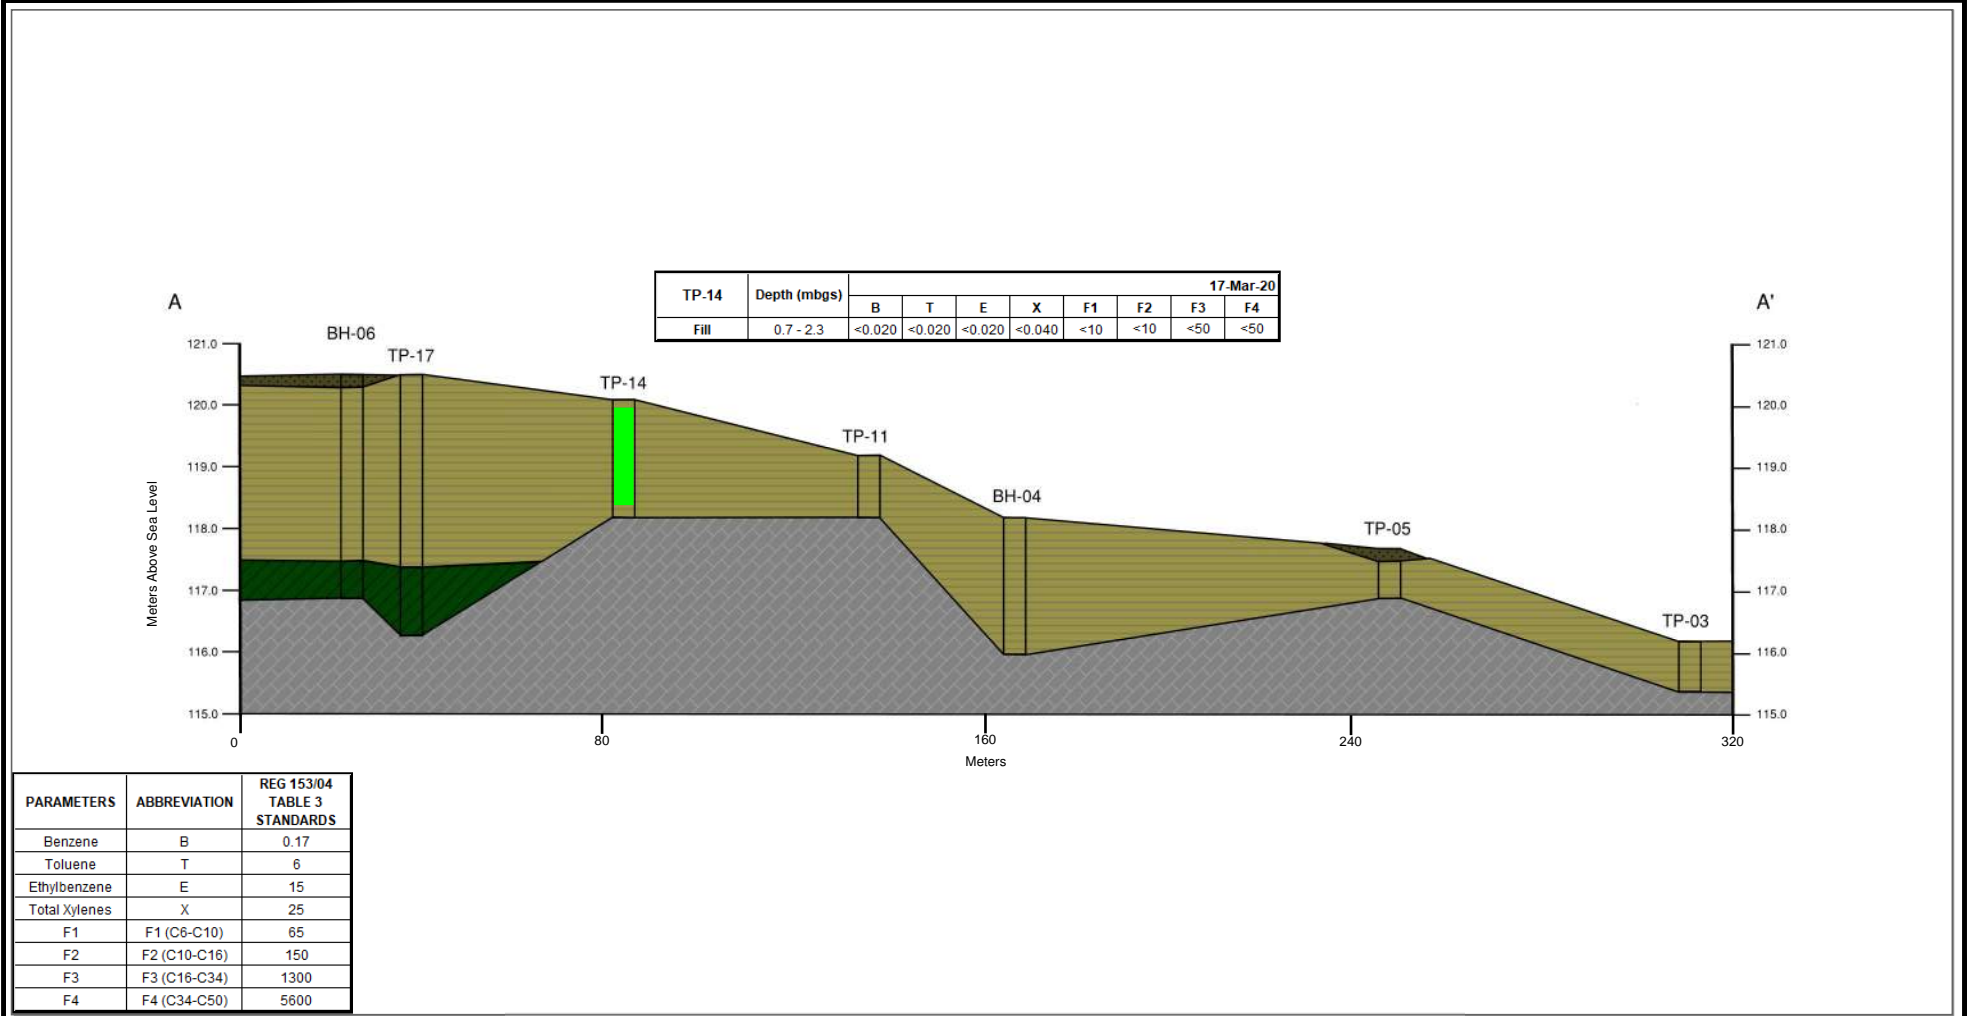 TP-14 Depth (mbgs) 17-Mar-20
B T E X F1 F2 F3 F4
Fill 0.7 - 2.3 <0.020 <0.020 <0.020 <0.040 <10 <10 <50 <50
A
A'
BH-06
TP-17
TP-14
TP-11
BH-04
TP-05
TP-03
Meters Above Sea Level
121.0
120.0
119.0
118.0
117.0
116.0
115.0
121.0
120.0
119.0
118.0
117.0
116.0
115.0
0 80 160 240 320
Meters
PARAMETERS ABBREVIATION REG 153/04
TABLE 3
STANDARDS
Benzene B 0.17
Toluene T 6
Ethylbenzene E 15
Total Xylenes X 25
F1 F1 (C6-C10) 65
F2 F2 (C10-C16) 150
F3 F3 (C16-C34) 1300
F4 F4 (C34-C50) 5600